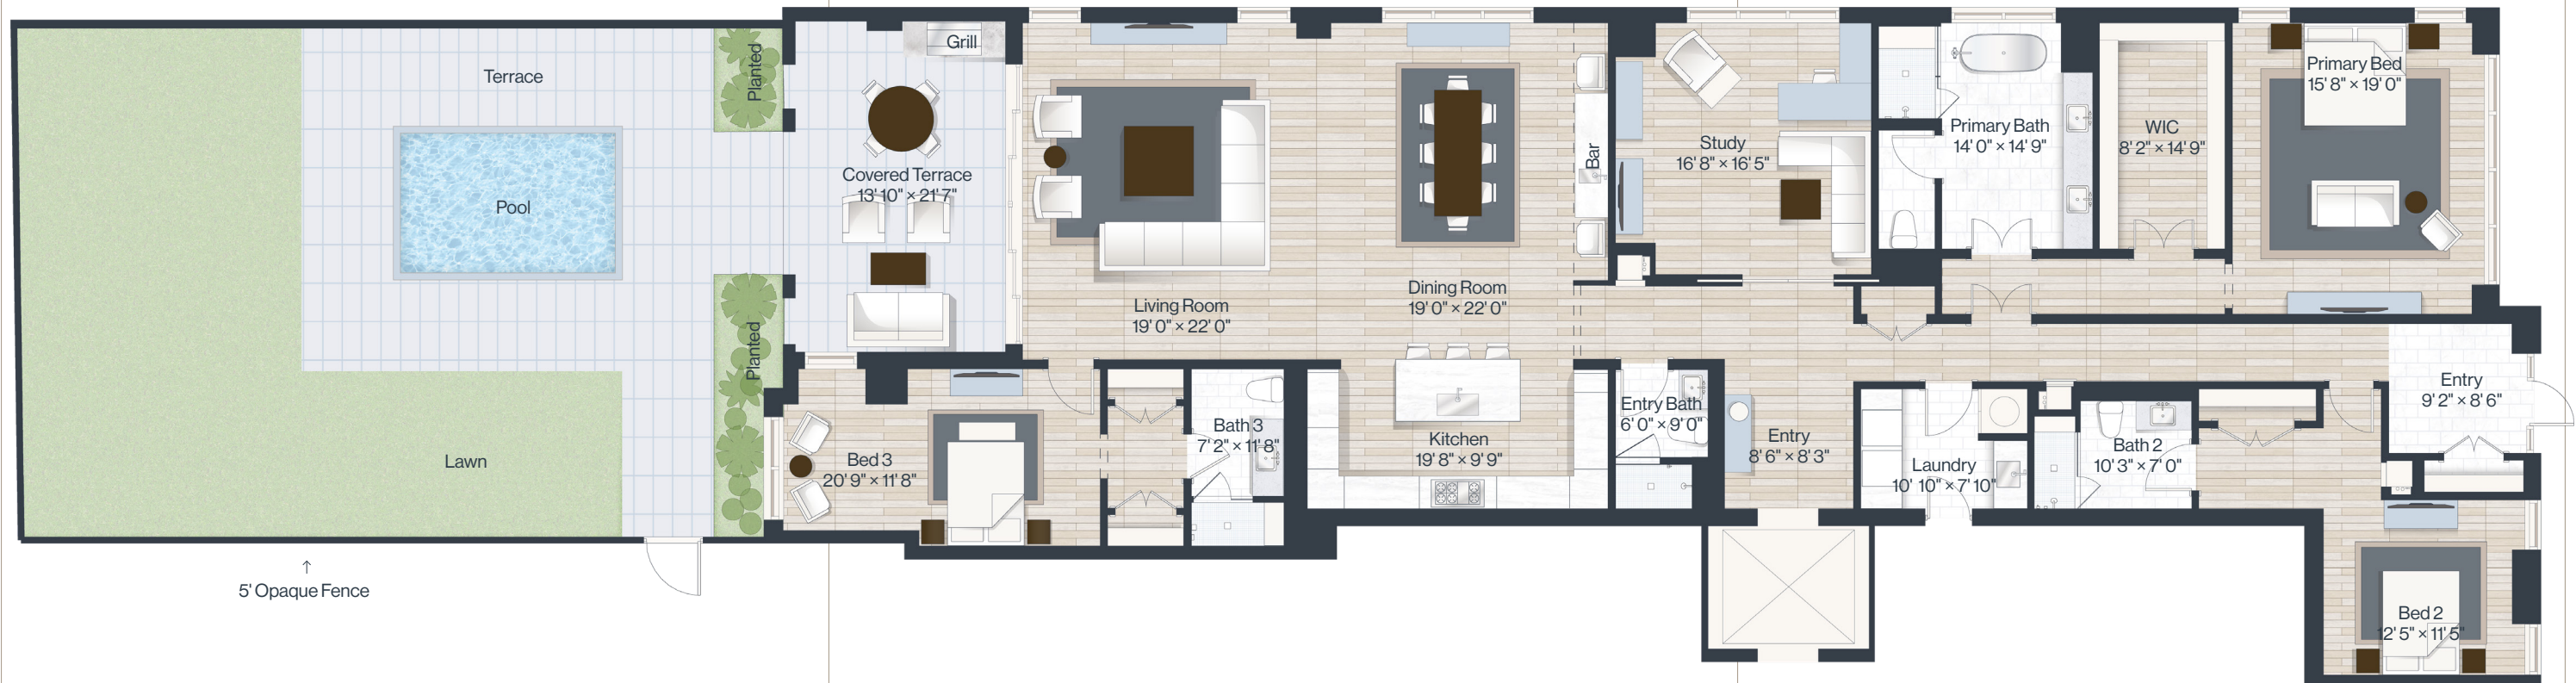 Terrace
Pool
Lawn
5' Opaque Fence
Planted
Planted
Grill
Covered Terrace
13' 10" × 21' 7"
Living Room
19' 0" × 22' 0"
Dining Room
19' 0" × 22' 0"
Bar
Study
16' 8" × 16' 5"
Primary Bath
14' 0" × 14' 9"
WIC
8' 2" × 14' 9"
Primary Bed
15' 8" × 19' 0"
Bed 3
20' 9" × 11' 8"
Bath 3
7' 2" × 11' 8"
Kitchen
19' 8" × 9' 9"
Entry Bath
6' 0" × 9' 0"
Entry
8' 6" × 8' 3"
Laundry
10' 10" × 7' 10"
Bath 2
10' 3" × 7' 0"
Entry
9' 2" × 8' 6"
Bed 2
12' 5" × 11' 5"